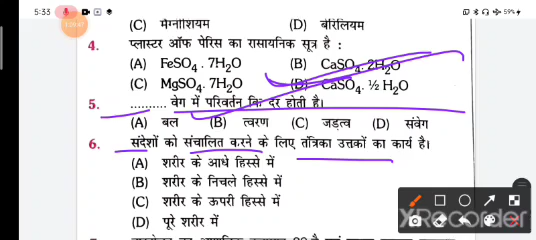 5:33
59%
(C) मैग्नीशियम (D) बेरिलियम
4. प्लास्टर ऑफ पेरिस का रासायनिक सूत्र है :
(A) FeSO₄ . 7H₂O (B) CaSO₄. 2H₂O
(C) MgSO₄. 7H₂O (D) CaSO₄. ½ H₂O
5. .......... वेग में परिवर्तन कि दर होती है।
(A) बल (B) त्वरण (C) जड़त्व (D) संवेग
6. संदेशों को संचालित करने के लिए तंत्रिका उत्तकों का कार्य है।
(A) शरीर के आधे हिस्से में
(B) शरीर के निचले हिस्से में
(C) शरीर के ऊपरी हिस्से में
(D) पूरे शरीर में
XRecorder